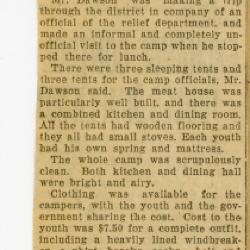 Mr. Dawson was making a trip
through the district in company of an
official of the relief department, and
made an informal and completely un-
official visit to the camp when he stop-
ped there for lunch.
There were three sleeping tents and
three tents for the camp officials, Mr.
Dawson said. The meat house was
particularly well built, and there was
a combined kitchen and dining room.
All the tents had wooden flooring and
they all had small stoves. Each youth
had his own spring and mattress.
The whole camp was scrupulously
clean. Both kitchen and dining hall
were bright and airy.
Clothing was available for the
campers, with the youth and the gov-
ernment sharing the cost. Cost to the
youth was $7.50 for a complete outfit,
including a heavily lined windbreak-